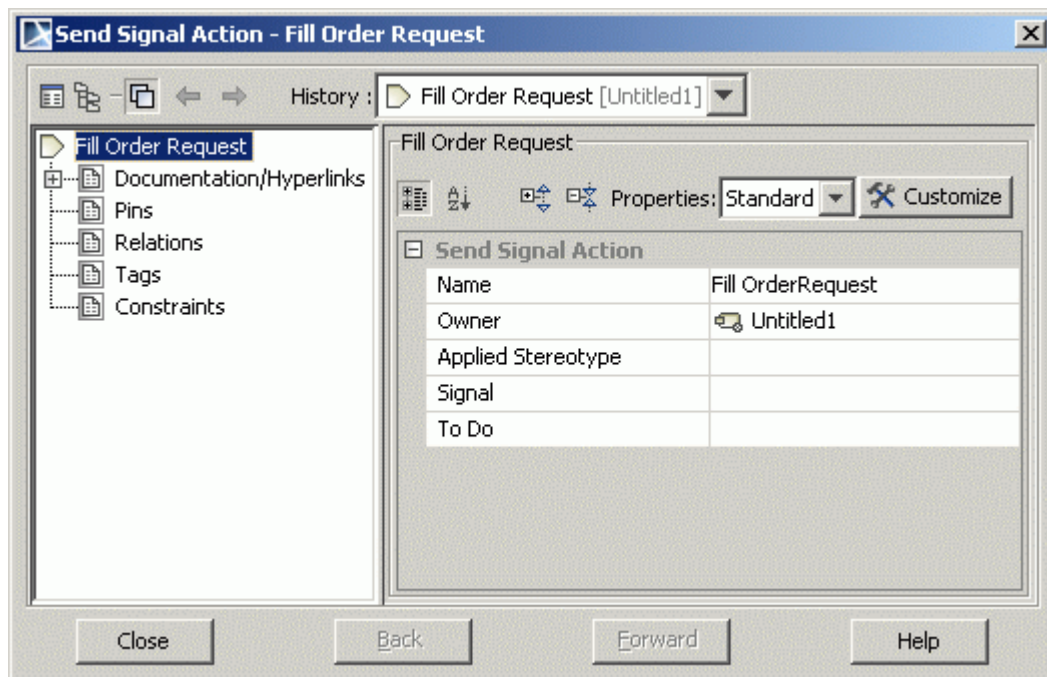 Send Signal Action - Fill Order Request
History : Fill Order Request [Untitled1]
Fill Order Request
Documentation/Hyperlinks
Pins
Relations
Tags
Constraints
Fill Order Request
Properties: Standard Customize
Send Signal Action
Name Fill OrderRequest
Owner Untitled1
Applied Stereotype
Signal
To Do
Close Back Forward Help